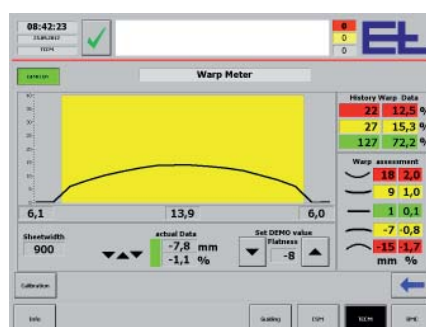 08:42:23
0
0
0
Warp Meter
History Warp Data
22 12,5 %
27 15,3 %
127 72,2 %
Warp assessment
18 2,0
9 1,0
1 0,1
-7 -0,8
-15 -1,7
mm %
6,1 13,9 6,0
Sheetwidth
900
actual Data
-7,8 mm
-1,1 %
Set DEMO value
Flatness
-8
Calibration
Info
Guiding